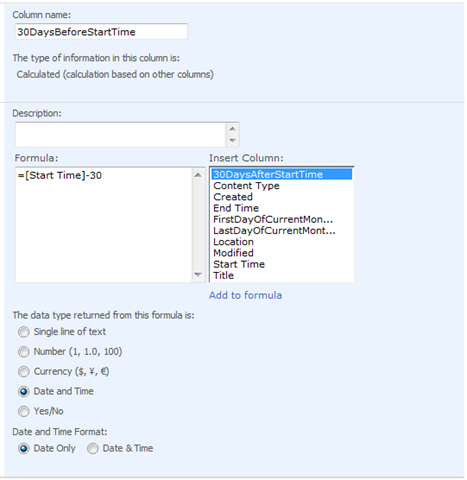 Column name:
30DaysBeforeStartTime
The type of information in this column is:
Calculated (calculation based on other columns)
Description:
Formula:
Insert Column:
=[Start Time]-30
30DaysAfterStartTime
Content Type
Created
End Time
FirstDayOfCurrentMon...
LastDayOfCurrentMont...
Location
Modified
Start Time
Title
Add to formula
The data type returned from this formula is:
Single line of text
Number (1, 1.0, 100)
Currency ($, ¥, €)
Date and Time
Yes/No
Date and Time Format:
Date Only Date & Time